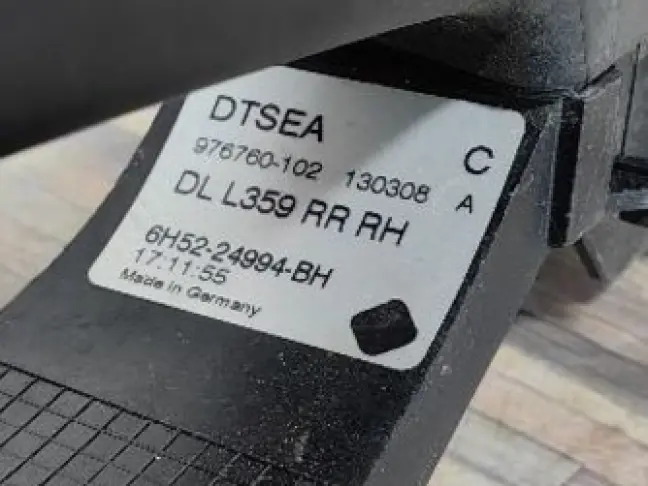 DTSEA C
976760-102 130308 A
DL L359 RR RH
6H52-24994-BH
17:11:55
Made in Germany